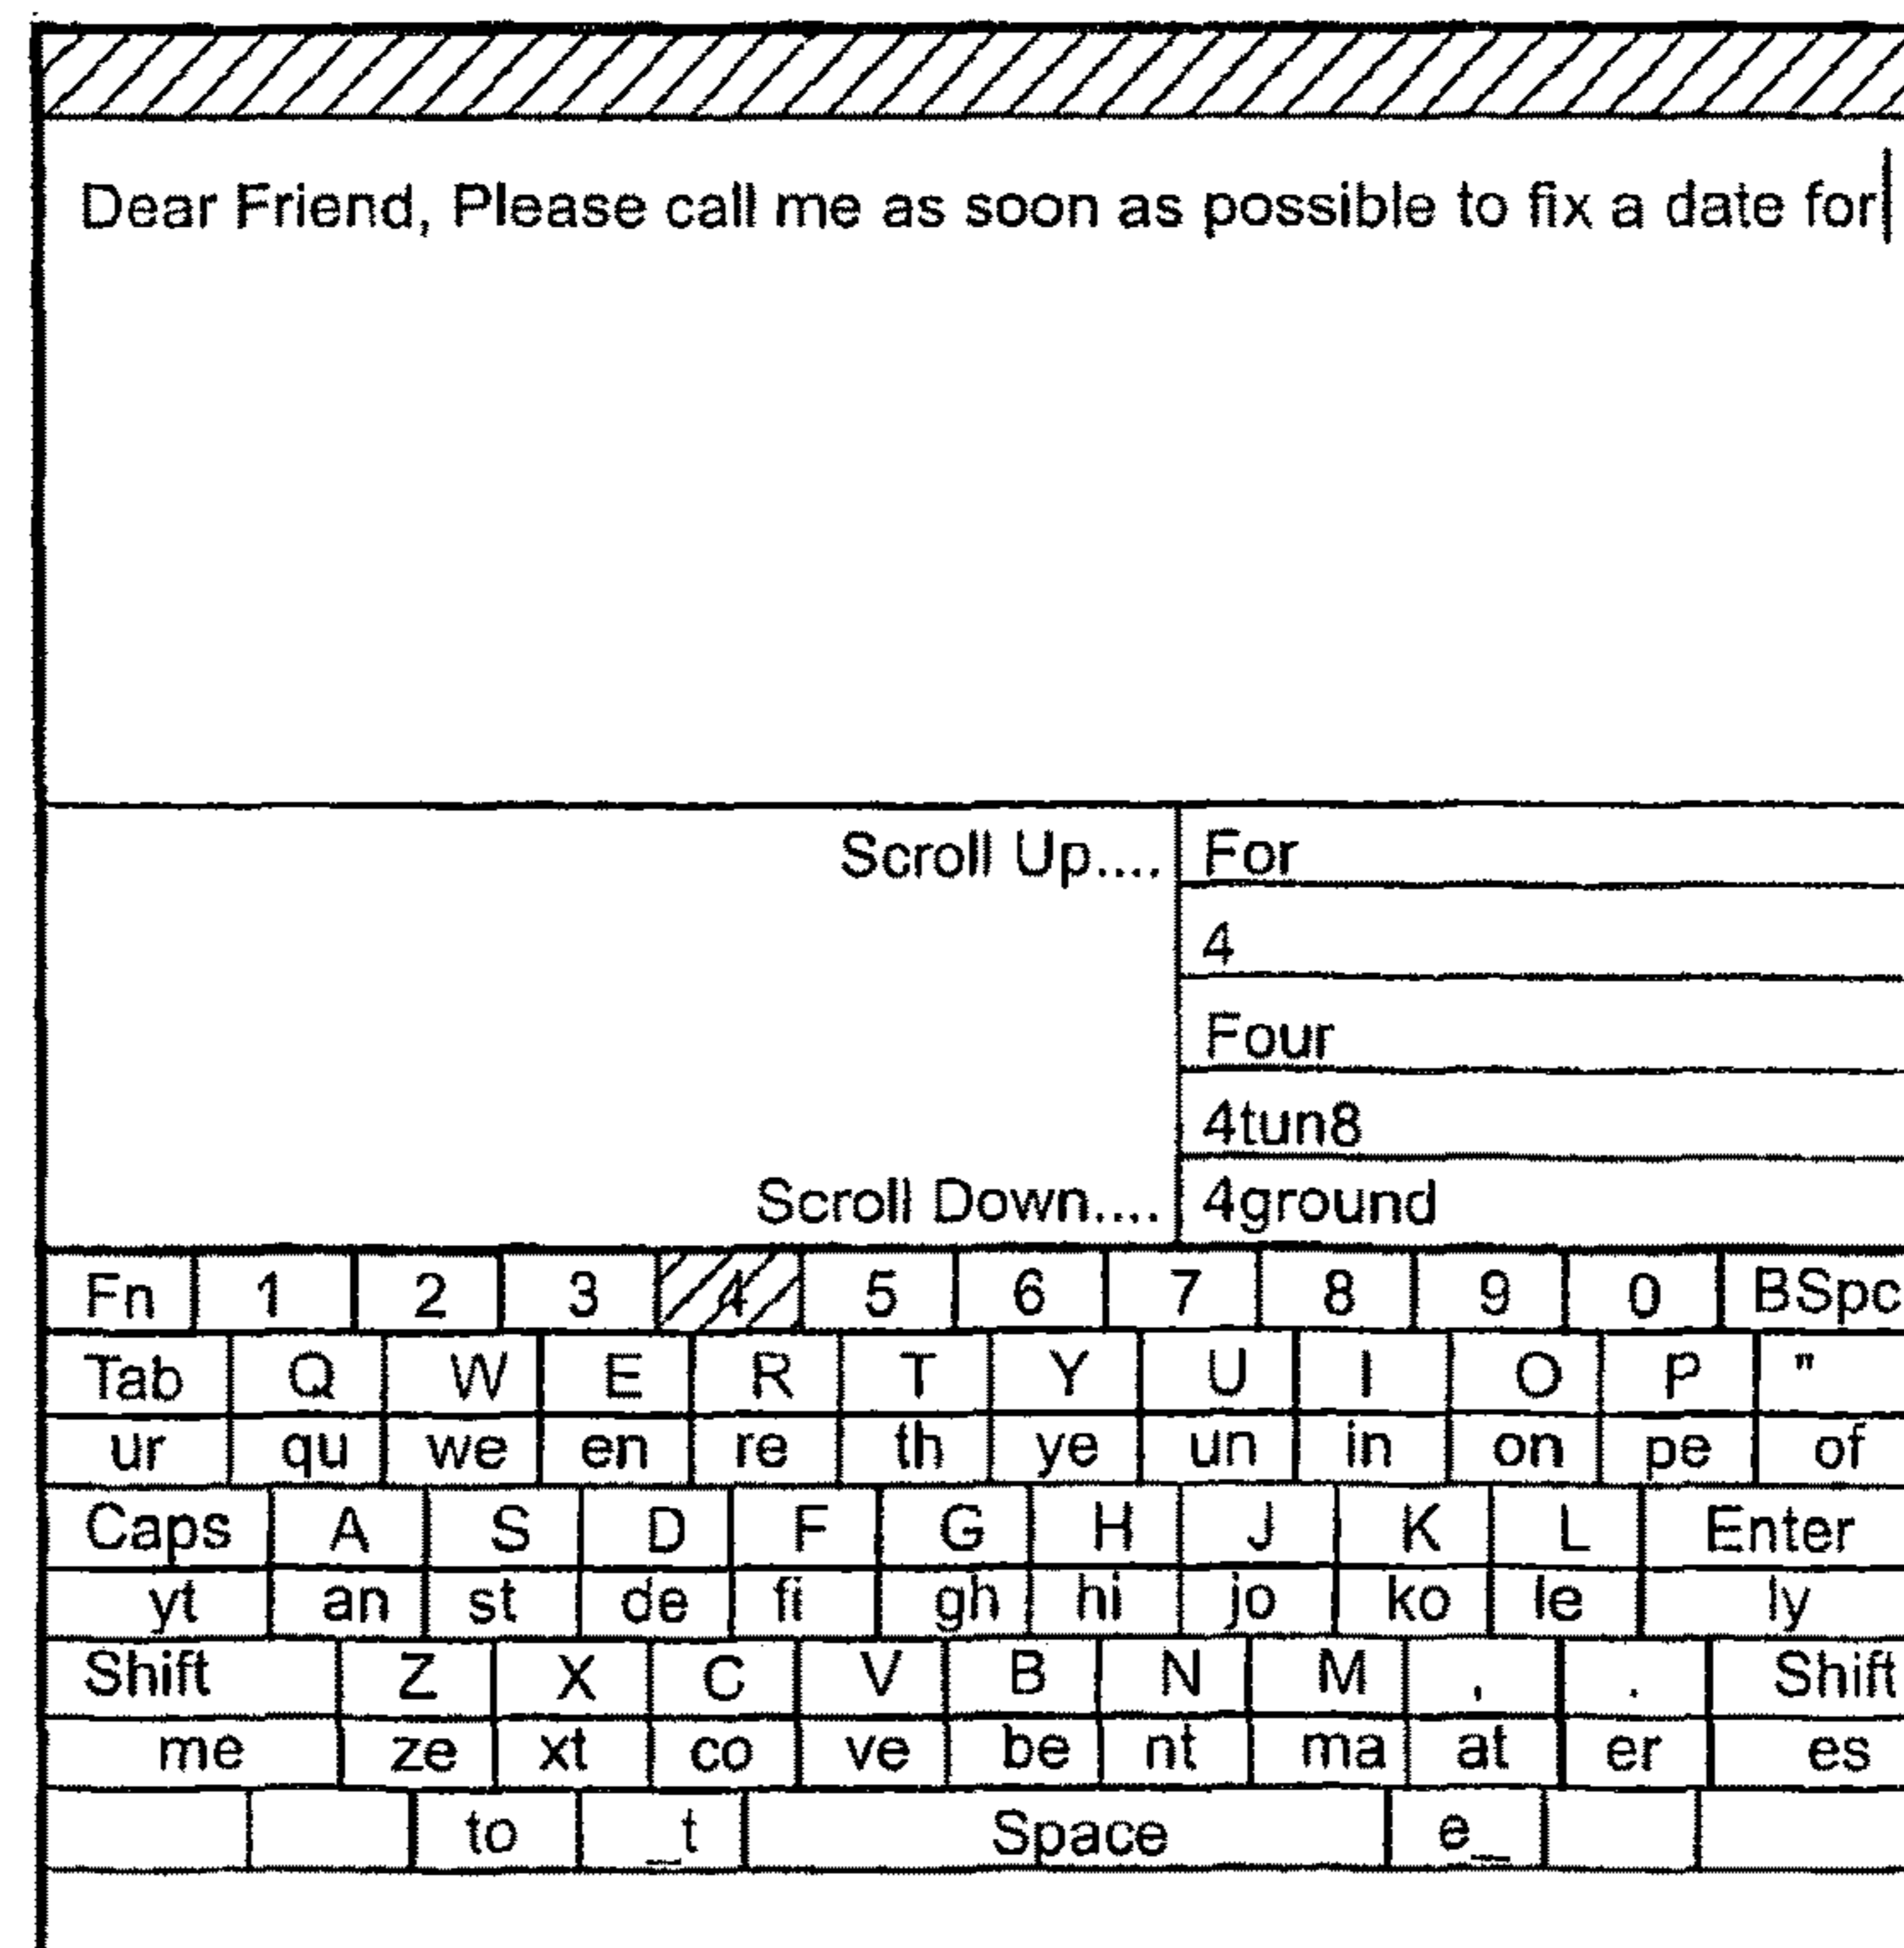 Dear Friend, Please call me as soon as possible to fix a date for
Scroll Up.... For
4
Four
4tun8
Scroll Down.... 4ground
Fn 1 2 3 4 5 6 7 8 9 0 BSpc
Tab Q W E R T Y U I O P "
ur qu we en re th ye un in on pe of
Caps A S D F G H J K L Enter
yt an st de fi gh hi jo ko le ly
Shift Z X C V B N M , . Shift
me ze xt co ve be nt ma at er es
to _t Space e_